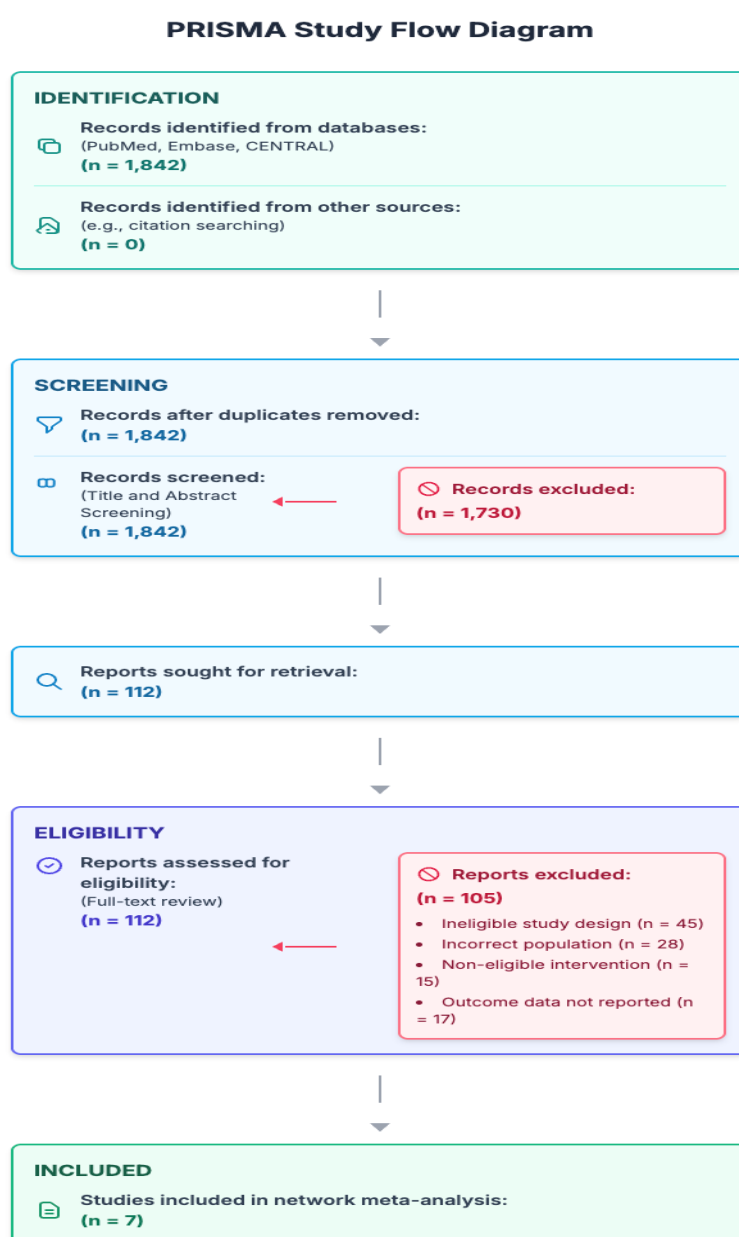 PRISMA Study Flow Diagram
IDENTIFICATION
Records identified from databases:
(PubMed, Embase, CENTRAL)
(n = 1,842)
Records identified from other sources:
(e.g., citation searching)
(n = 0)
SCREENING
Records after duplicates removed:
(n = 1,842)
Records screened:
(Title and Abstract
Screening)
(n = 1,842)
Records excluded:
(n = 1,730)
Reports sought for retrieval:
(n = 112)
ELIGIBILITY
Reports assessed for
eligibility:
(Full-text review)
(n = 112)
Reports excluded:
(n = 105)
• Ineligible study design (n = 45)
• Incorrect population (n = 28)
• Non-eligible intervention (n =
15)
• Outcome data not reported (n
= 17)
INCLUDED
Studies included in network meta-analysis:
(n = 7)